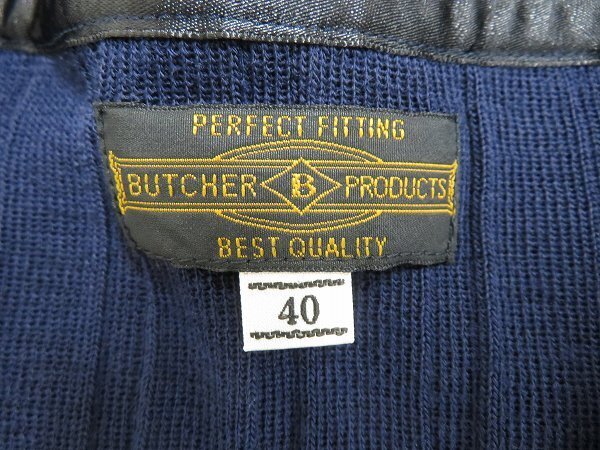 PERFECT FITTING
BUTCHER B PRODUCTS
BEST QUALITY
40